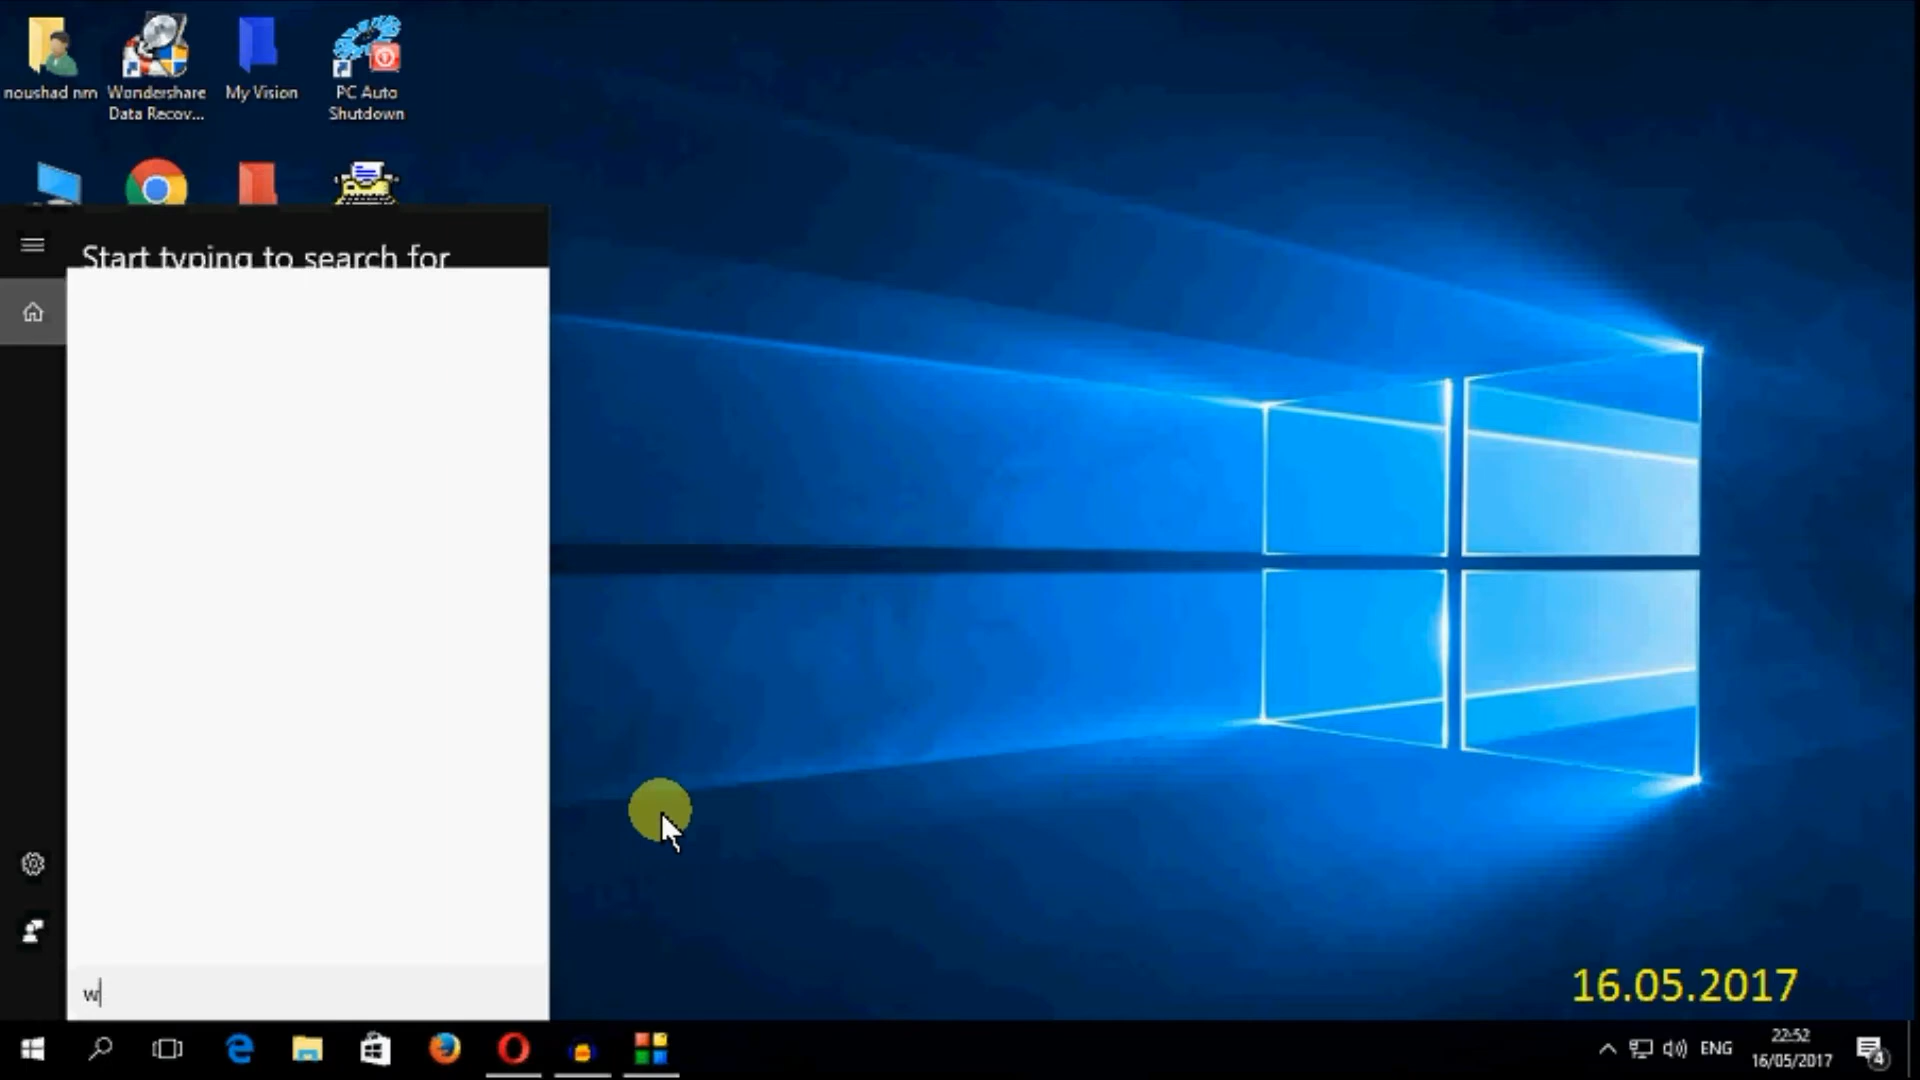 noushad nm
Wondershare
Data Recov...
My Vision
PC Auto
Shutdown
Start typing to search for
w
16.05.2017
ENG
22:52
16/05/2017
4